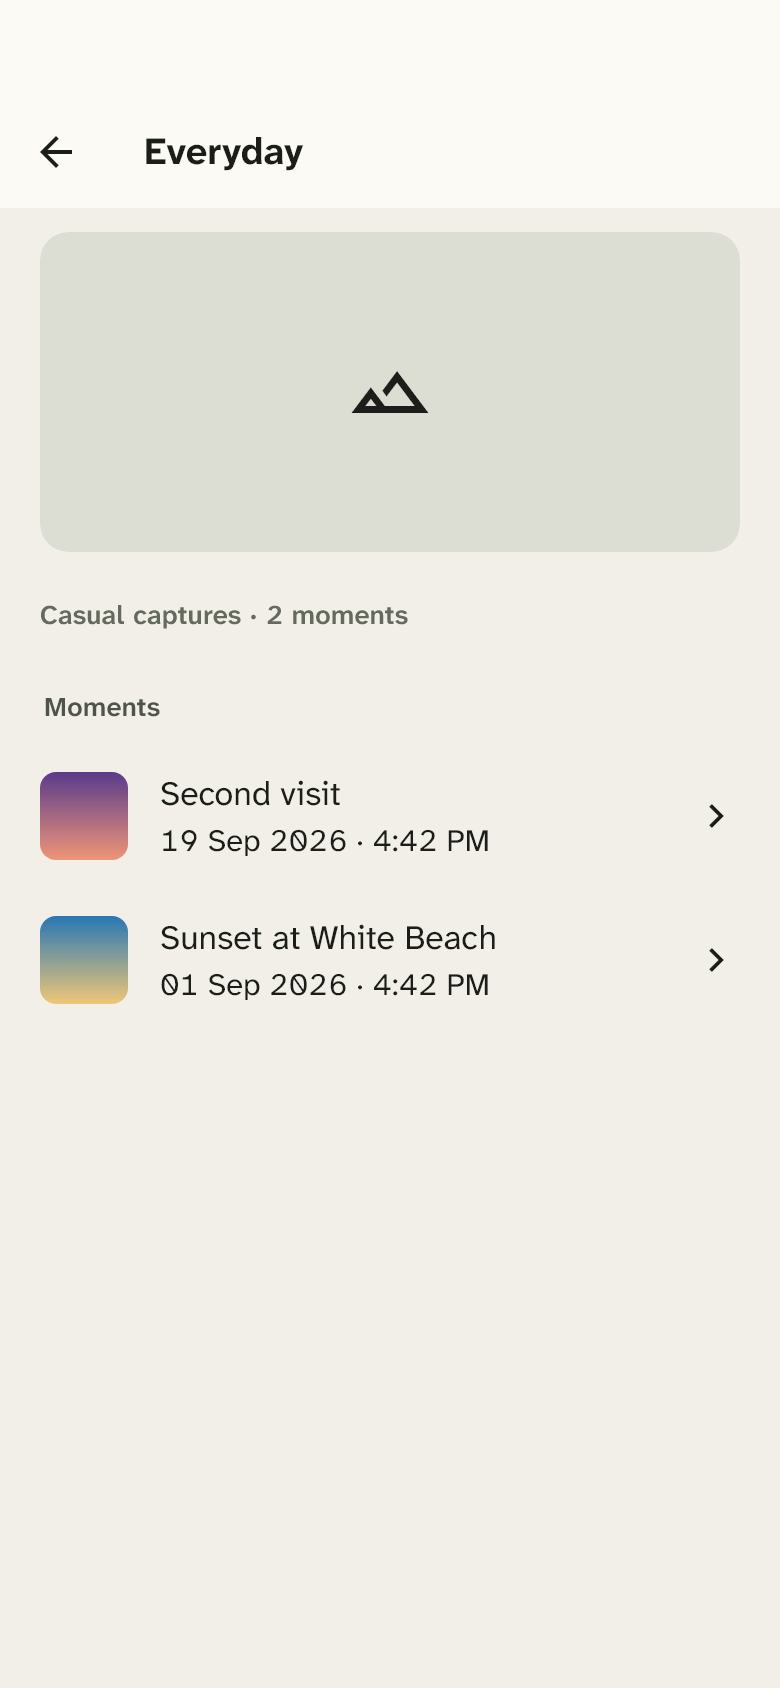 Everyday
Casual captures · 2 moments
Moments
Second visit
19 Sep 2026 · 4:42 PM
Sunset at White Beach
01 Sep 2026 · 4:42 PM